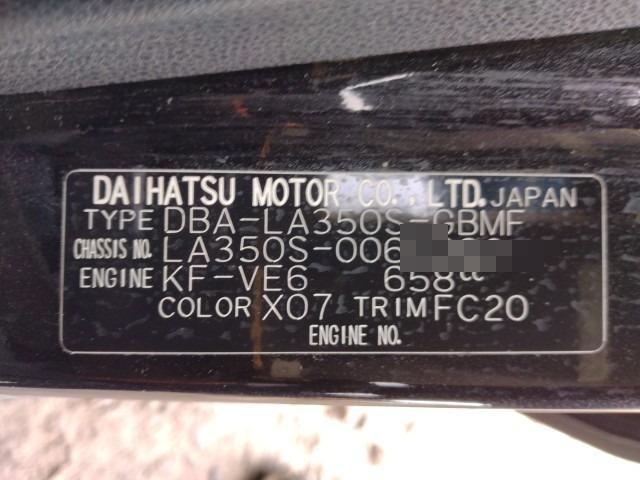 DAIHATSU MOTOR CO., LTD. JAPAN
TYPE DBA-LA350S-GBMF
CHASSIS NO. LA350S-006
ENGINE KF-VE6 658cc
COLOR X07 TRIM FC20
ENGINE NO.